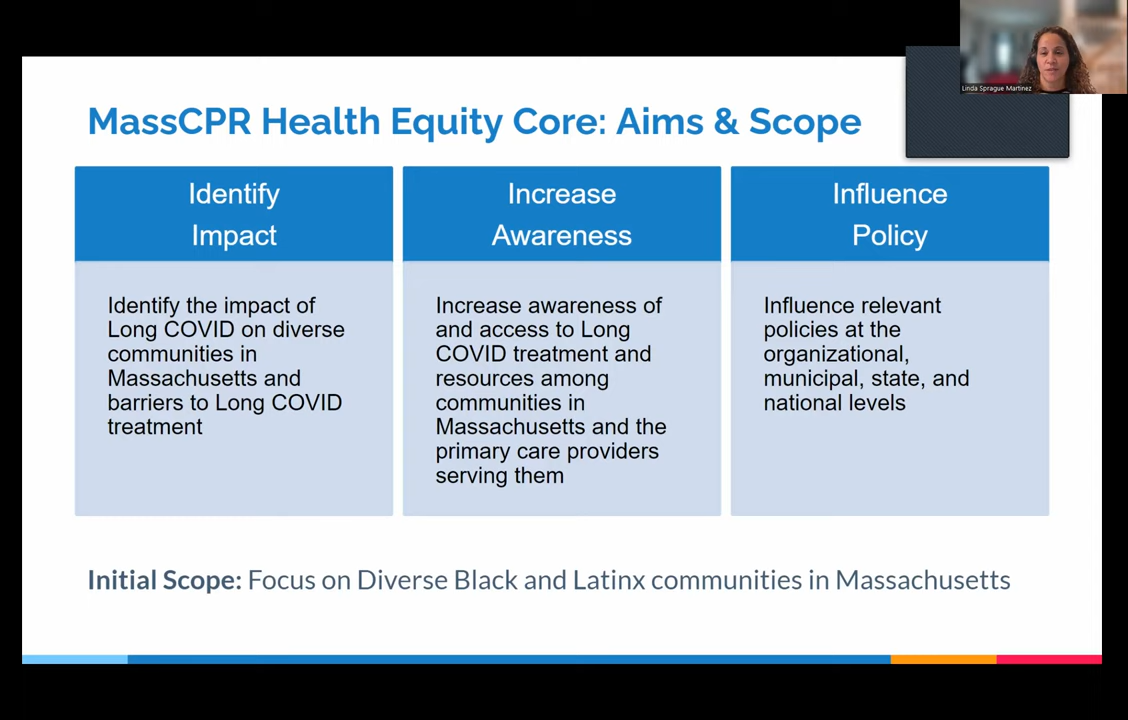 Linda Sprague Martinez
MassCPR Health Equity Core: Aims & Scope
Identify
Impact
Identify the impact of
Long COVID on diverse
communities in
Massachusetts and
barriers to Long COVID
treatment
Increase
Awareness
Increase awareness of
and access to Long
COVID treatment and
resources among
communities in
Massachusetts and the
primary care providers
serving them
Influence
Policy
Influence relevant
policies at the
organizational,
municipal, state, and
national levels
Initial Scope: Focus on Diverse Black and Latinx communities in Massachusetts